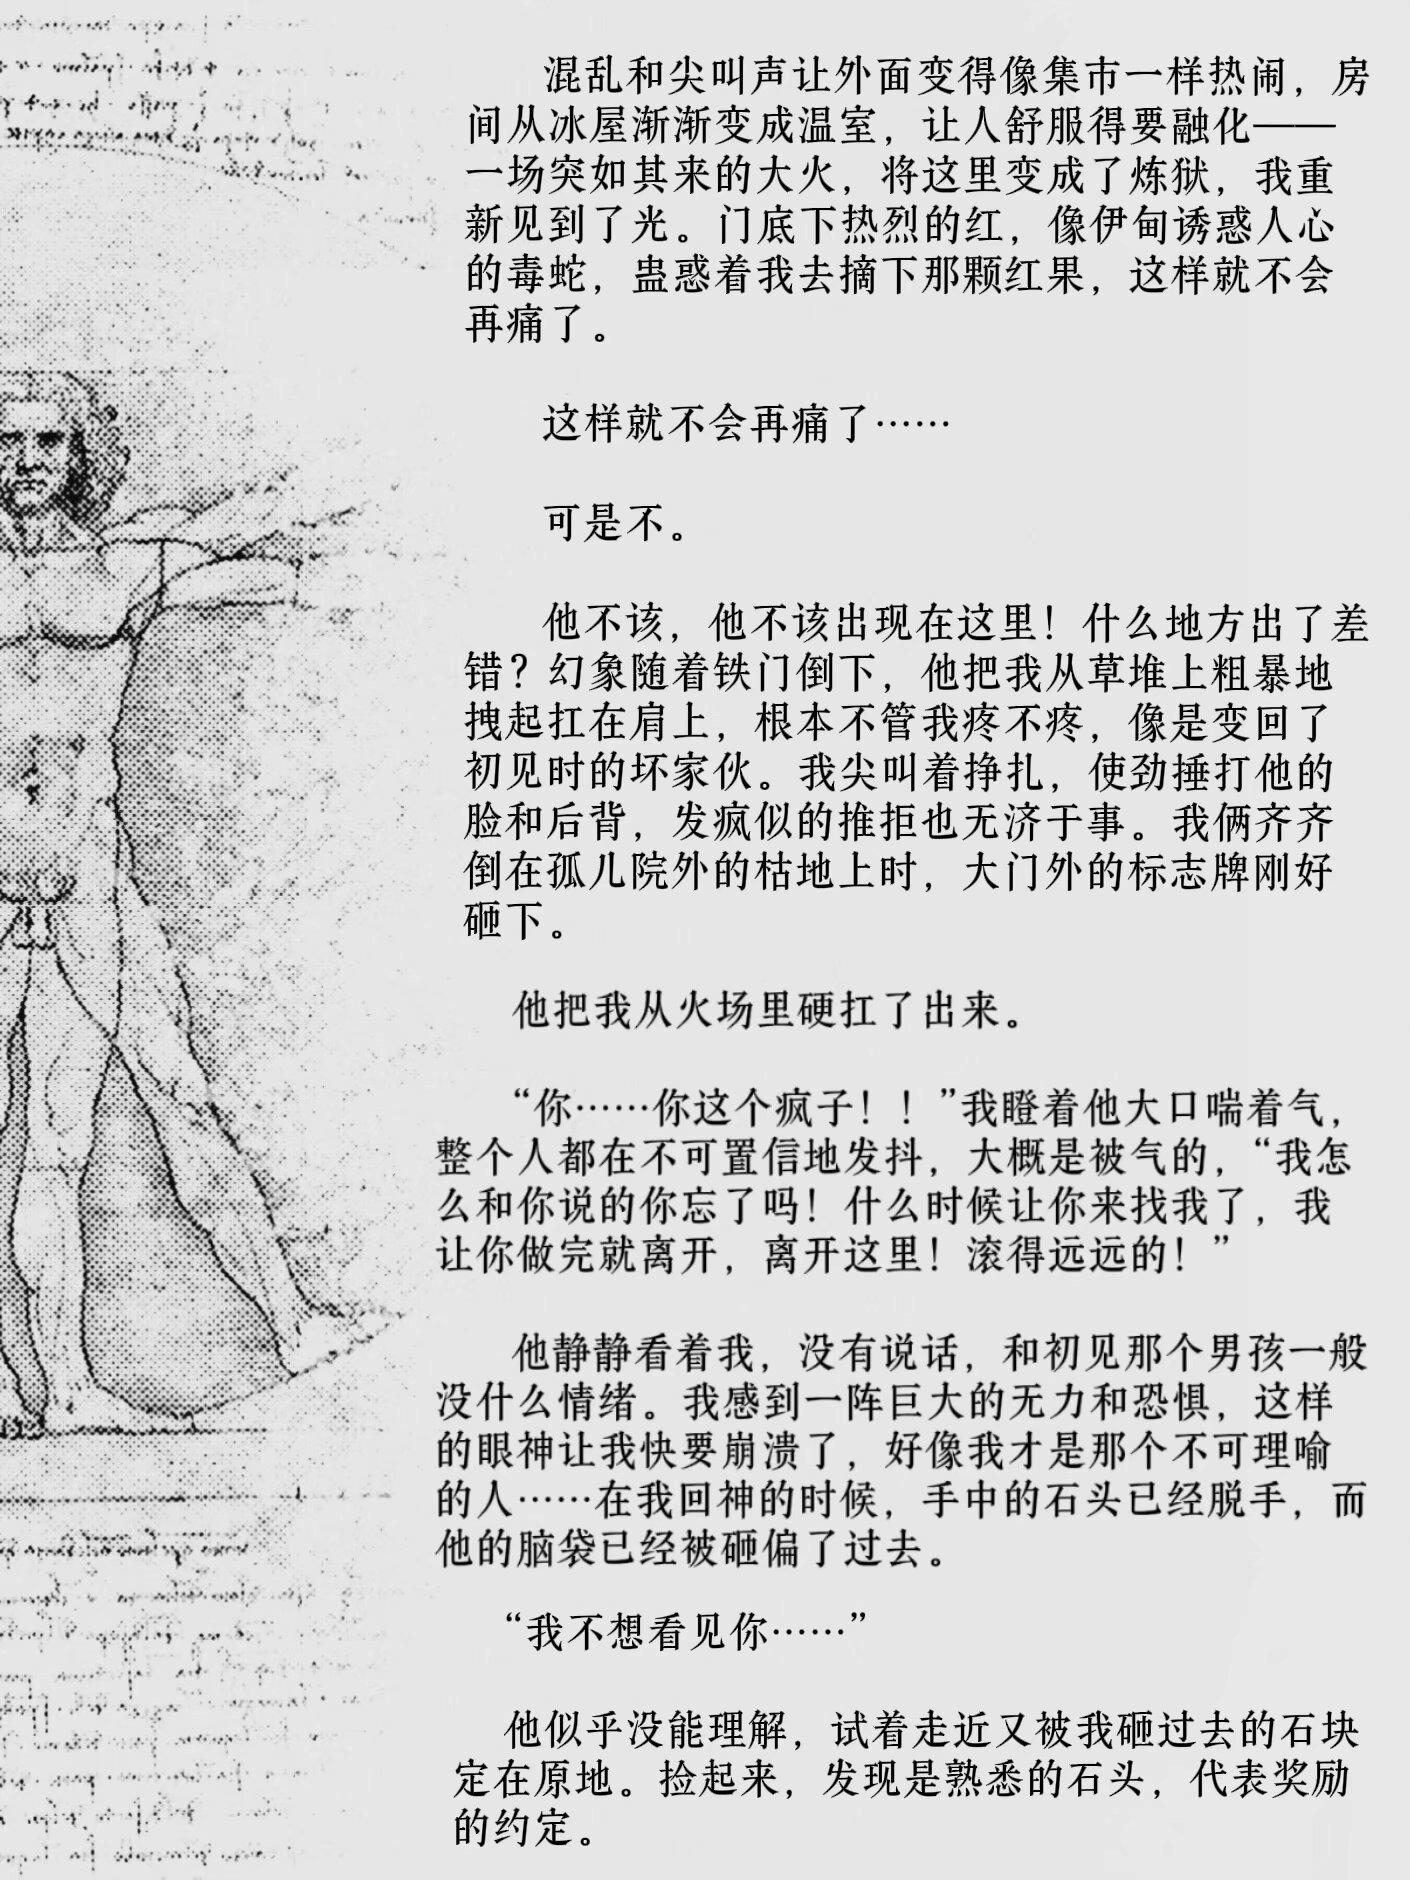 混乱和尖叫声让外面变得像集市一样热闹，房
间从冰屋渐渐变成温室，让人舒服得要融化——
一场突如其来的大火，将这里变成了炼狱，我重
新见到了光。门底下热烈的红，像伊甸诱惑人心
的毒蛇，蛊惑着我去摘下那颗红果，这样就不会
再痛了。
这样就不会再痛了……
可是不。
他不该，他不该出现在这里！什么地方出了差
错？幻象随着铁门倒下，他把我从草堆上粗暴地
拽起扛在肩上，根本不管我疼不疼，像是变回了
初见时的坏家伙。我尖叫着挣扎，使劲捶打他的
脸和后背，发疯似的推拒也无济于事。我俩齐齐
倒在孤儿院外的枯地上时，大门外的标志牌刚好
砸下。
他把我从火场里硬扛了出来。
“你……你这个疯子！！”我瞪着他大口喘着气，
整个人都在不可置信地发抖，大概是被气的，“我怎
么和你说的你忘了吗！什么时候让你来找我了，我
让你做完就离开，离开这里！滚得远远的！”
他静静看着我，没有说话，和初见那个男孩一般
没什么情绪。我感到一阵巨大的无力和恐惧，这样
的眼神让我快要崩溃了，好像我才是那个不可理喻
的人……在我回神的时候，手中的石头已经脱手，而
他的脑袋已经被砸偏了过去。
“我不想看见你……”
他似乎没能理解，试着走近又被我砸过去的石块
定在原地。捡起来，发现是熟悉的石头，代表奖励
的约定。